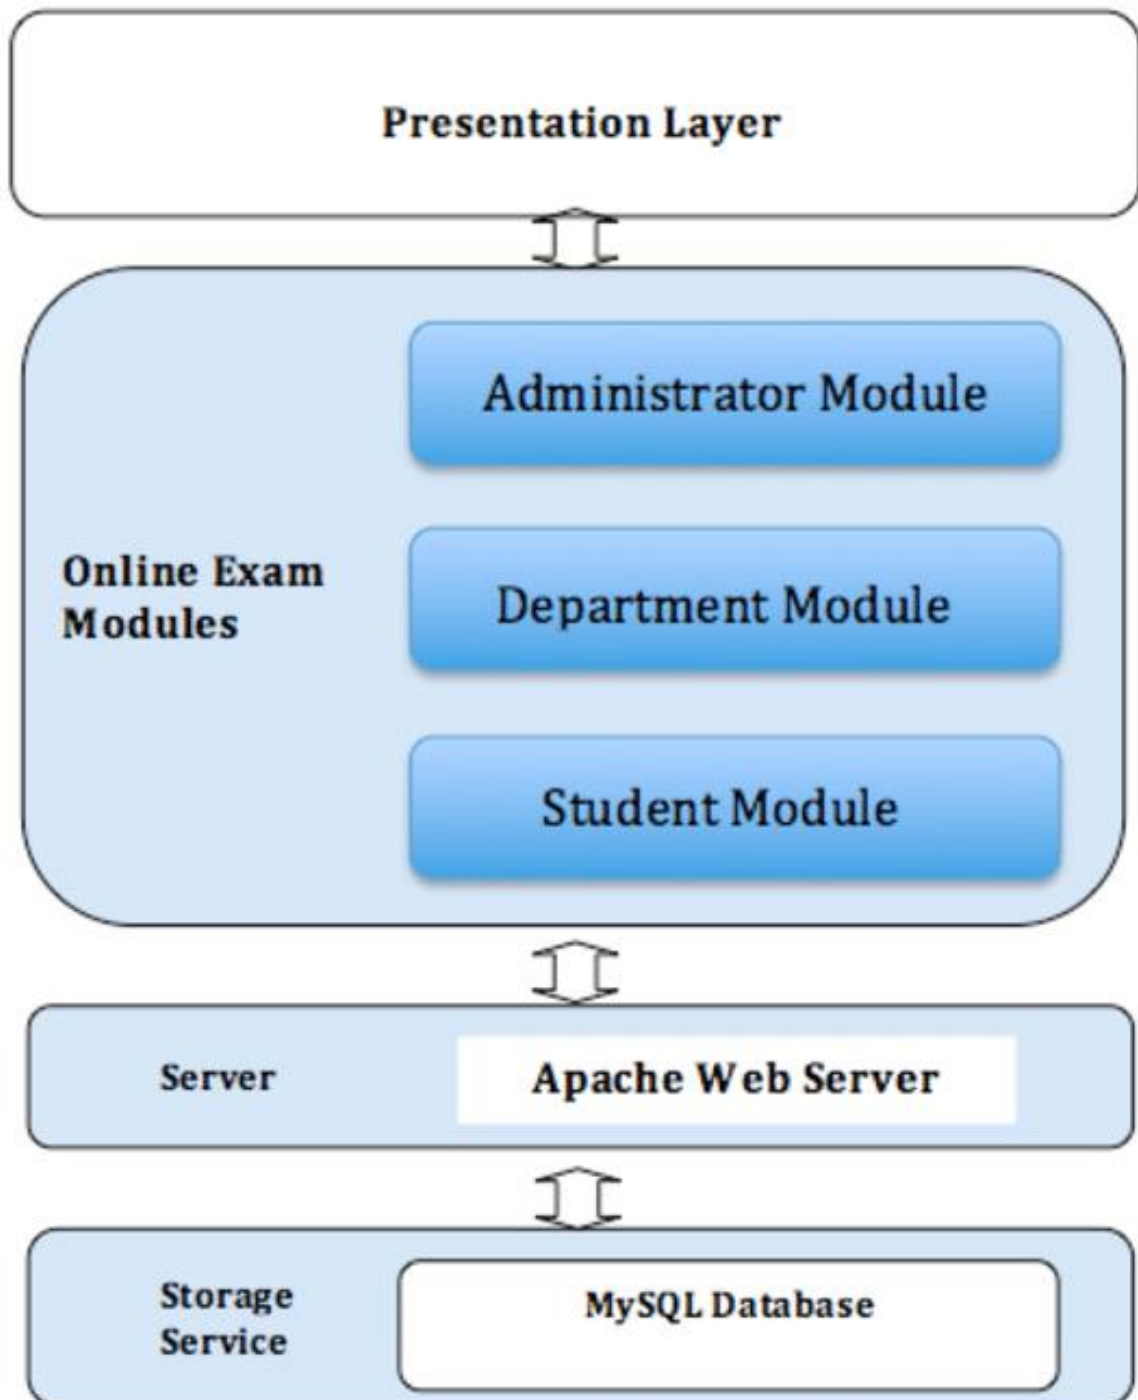 Presentation Layer
Administrator Module
Online Exam
Modules
Department Module
Student Module
Server
Apache Web Server
Storage
Service
MySQL Database